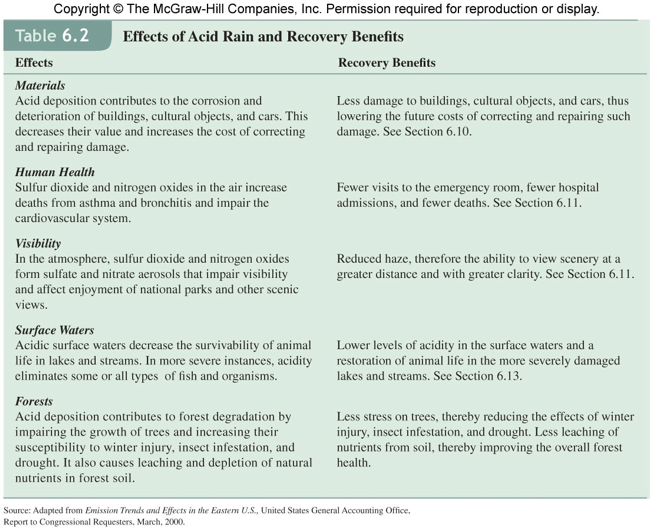 Copyright © The McGraw-Hill Companies, Inc. Permission required for reproduction or display.
Table 6.2 Effects of Acid Rain and Recovery Benefits
Effects Recovery Benefits
Materials
Acid deposition contributes to the corrosion and
deterioration of buildings, cultural objects, and cars. This
decreases their value and increases the cost of correcting
and repairing damage.
Less damage to buildings, cultural objects, and cars, thus
lowering the future costs of correcting and repairing such
damage. See Section 6.10.
Human Health
Sulfur dioxide and nitrogen oxides in the air increase
deaths from asthma and bronchitis and impair the
cardiovascular system.
Fewer visits to the emergency room, fewer hospital
admissions, and fewer deaths. See Section 6.11.
Visibility
In the atmosphere, sulfur dioxide and nitrogen oxides
form sulfate and nitrate aerosols that impair visibility
and affect enjoyment of national parks and other scenic
views.
Reduced haze, therefore the ability to view scenery at a
greater distance and with greater clarity. See Section 6.11.
Surface Waters
Acidic surface waters decrease the survivability of animal
life in lakes and streams. In more severe instances, acidity
eliminates some or all types of fish and organisms.
Lower levels of acidity in the surface waters and a
restoration of animal life in the more severely damaged
lakes and streams. See Section 6.13.
Forests
Acid deposition contributes to forest degradation by
impairing the growth of trees and increasing their
susceptibility to winter injury, insect infestation, and
drought. It also causes leaching and depletion of natural
nutrients in forest soil.
Less stress on trees, thereby reducing the effects of winter
injury, insect infestation, and drought. Less leaching of
nutrients from soil, thereby improving the overall forest
health.
Source: Adapted from Emission Trends and Effects in the Eastern U.S., United States General Accounting Office,
Report to Congressional Requesters, March, 2000.